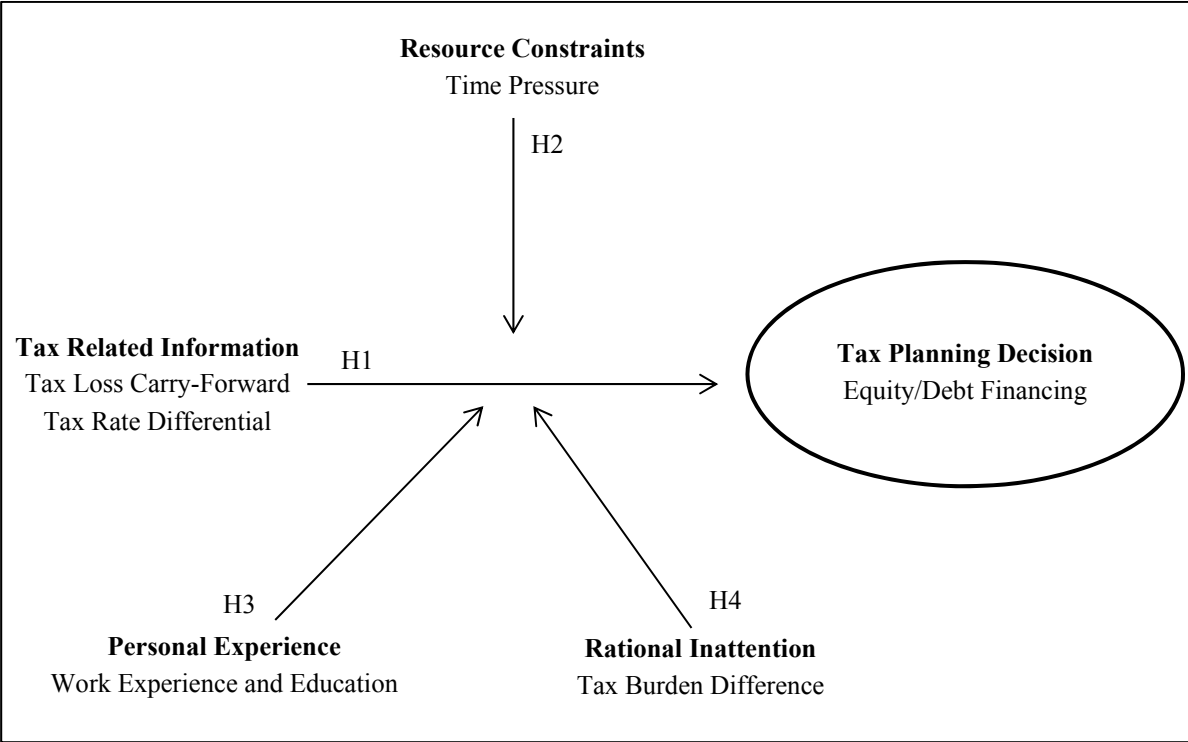 Resource Constraints
Time Pressure
H2
Tax Related Information
Tax Loss Carry-Forward
Tax Rate Differential
H1
Tax Planning Decision
Equity/Debt Financing
H3
Personal Experience
Work Experience and Education
H4
Rational Inattention
Tax Burden Difference